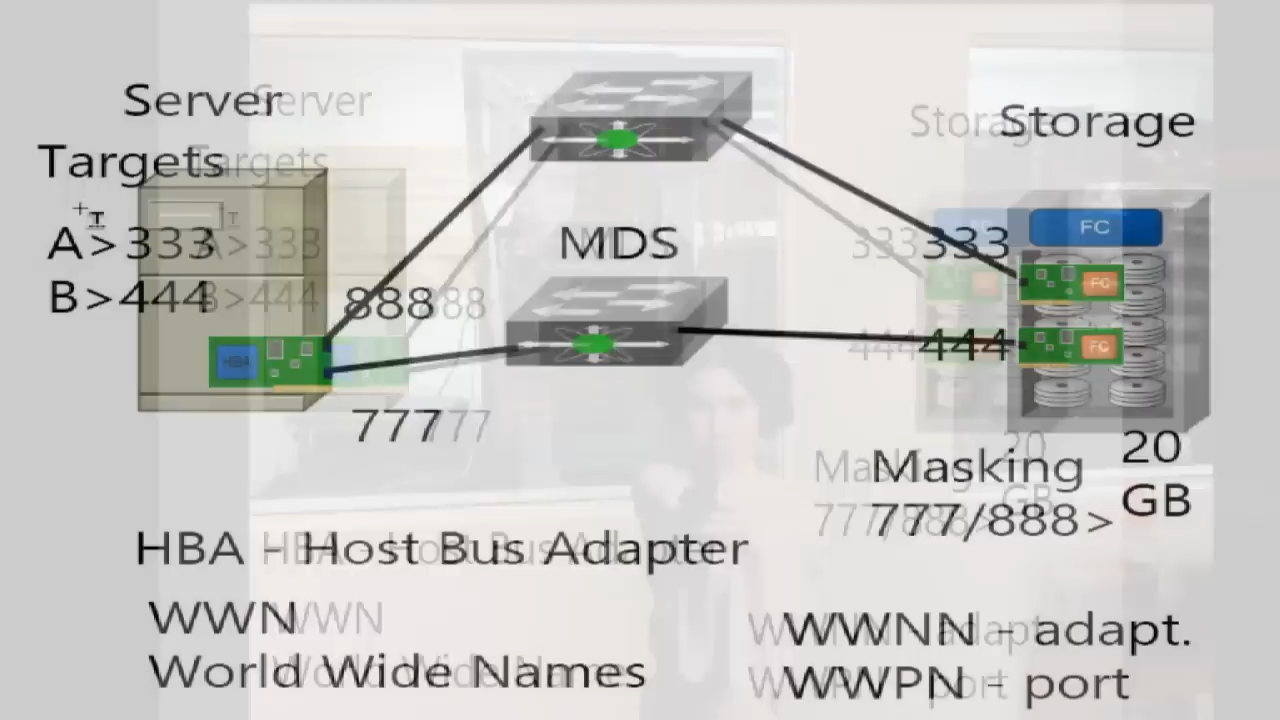 Server
Storage
Targets
A>333
B>444
888
777
HBA
MDS
FC
333
FC
444
FC
Masking
777/888>
20
GB
HBA - Host Bus Adapter
WWN
World Wide Names
WWNN - adapt.
WWPN - port